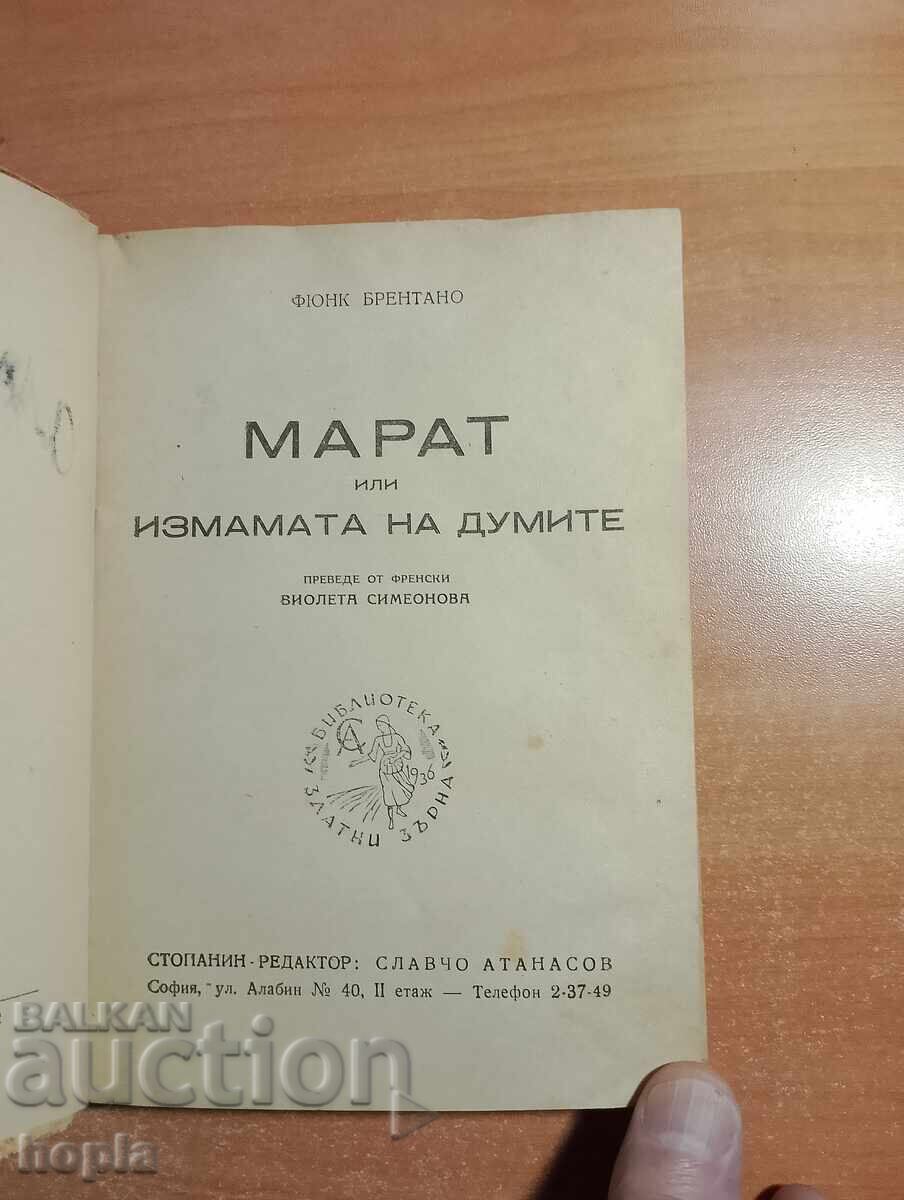 ФЮНК БРЕНТАНО
МАРАТ
ИЛИ
ИЗМАМАТА НА ДУМИТЕ
ПРЕВЕДЕ ОТ ФРЕНСКИ
ВИОЛЕТА СИМЕОНОВА
БИБЛИОТЕКА
1936
ЗЛАТНИ ЗЪРНА
СТОПАНИН-РЕДАКТОР: СЛАВЧО АТАНАСОВ
София, ул. Алабин № 40, II етаж — Телефон 2-37-49
BALKAN
auction
hopla